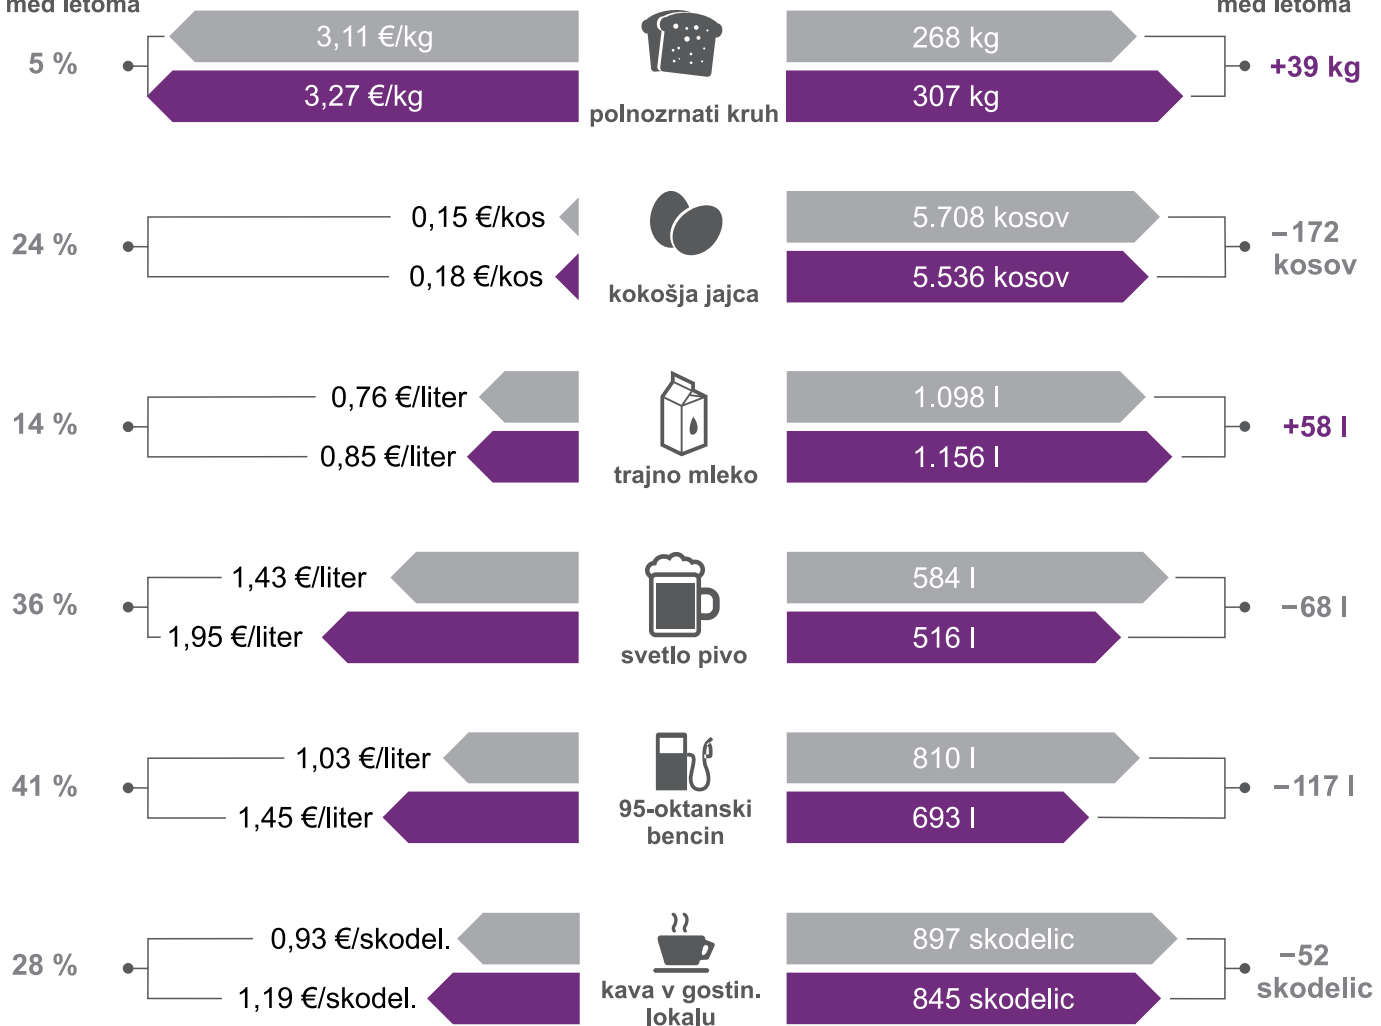 med letoma
med letoma
5 %
3,11 €/kg
3,27 €/kg
polnozrnati kruh
268 kg
307 kg
+39 kg
24 %
0,15 €/kos
0,18 €/kos
kokošja jajca
5.708 kosov
5.536 kosov
−172
kosov
14 %
0,76 €/liter
0,85 €/liter
trajno mleko
1.098 l
1.156 l
+58 l
36 %
1,43 €/liter
1,95 €/liter
svetlo pivo
584 l
516 l
−68 l
41 %
1,03 €/liter
1,45 €/liter
95-oktanski
bencin
810 l
693 l
−117 l
28 %
0,93 €/skodel.
1,19 €/skodel.
kava v gostin.
lokalu
897 skodelic
845 skodelic
−52
skodelic